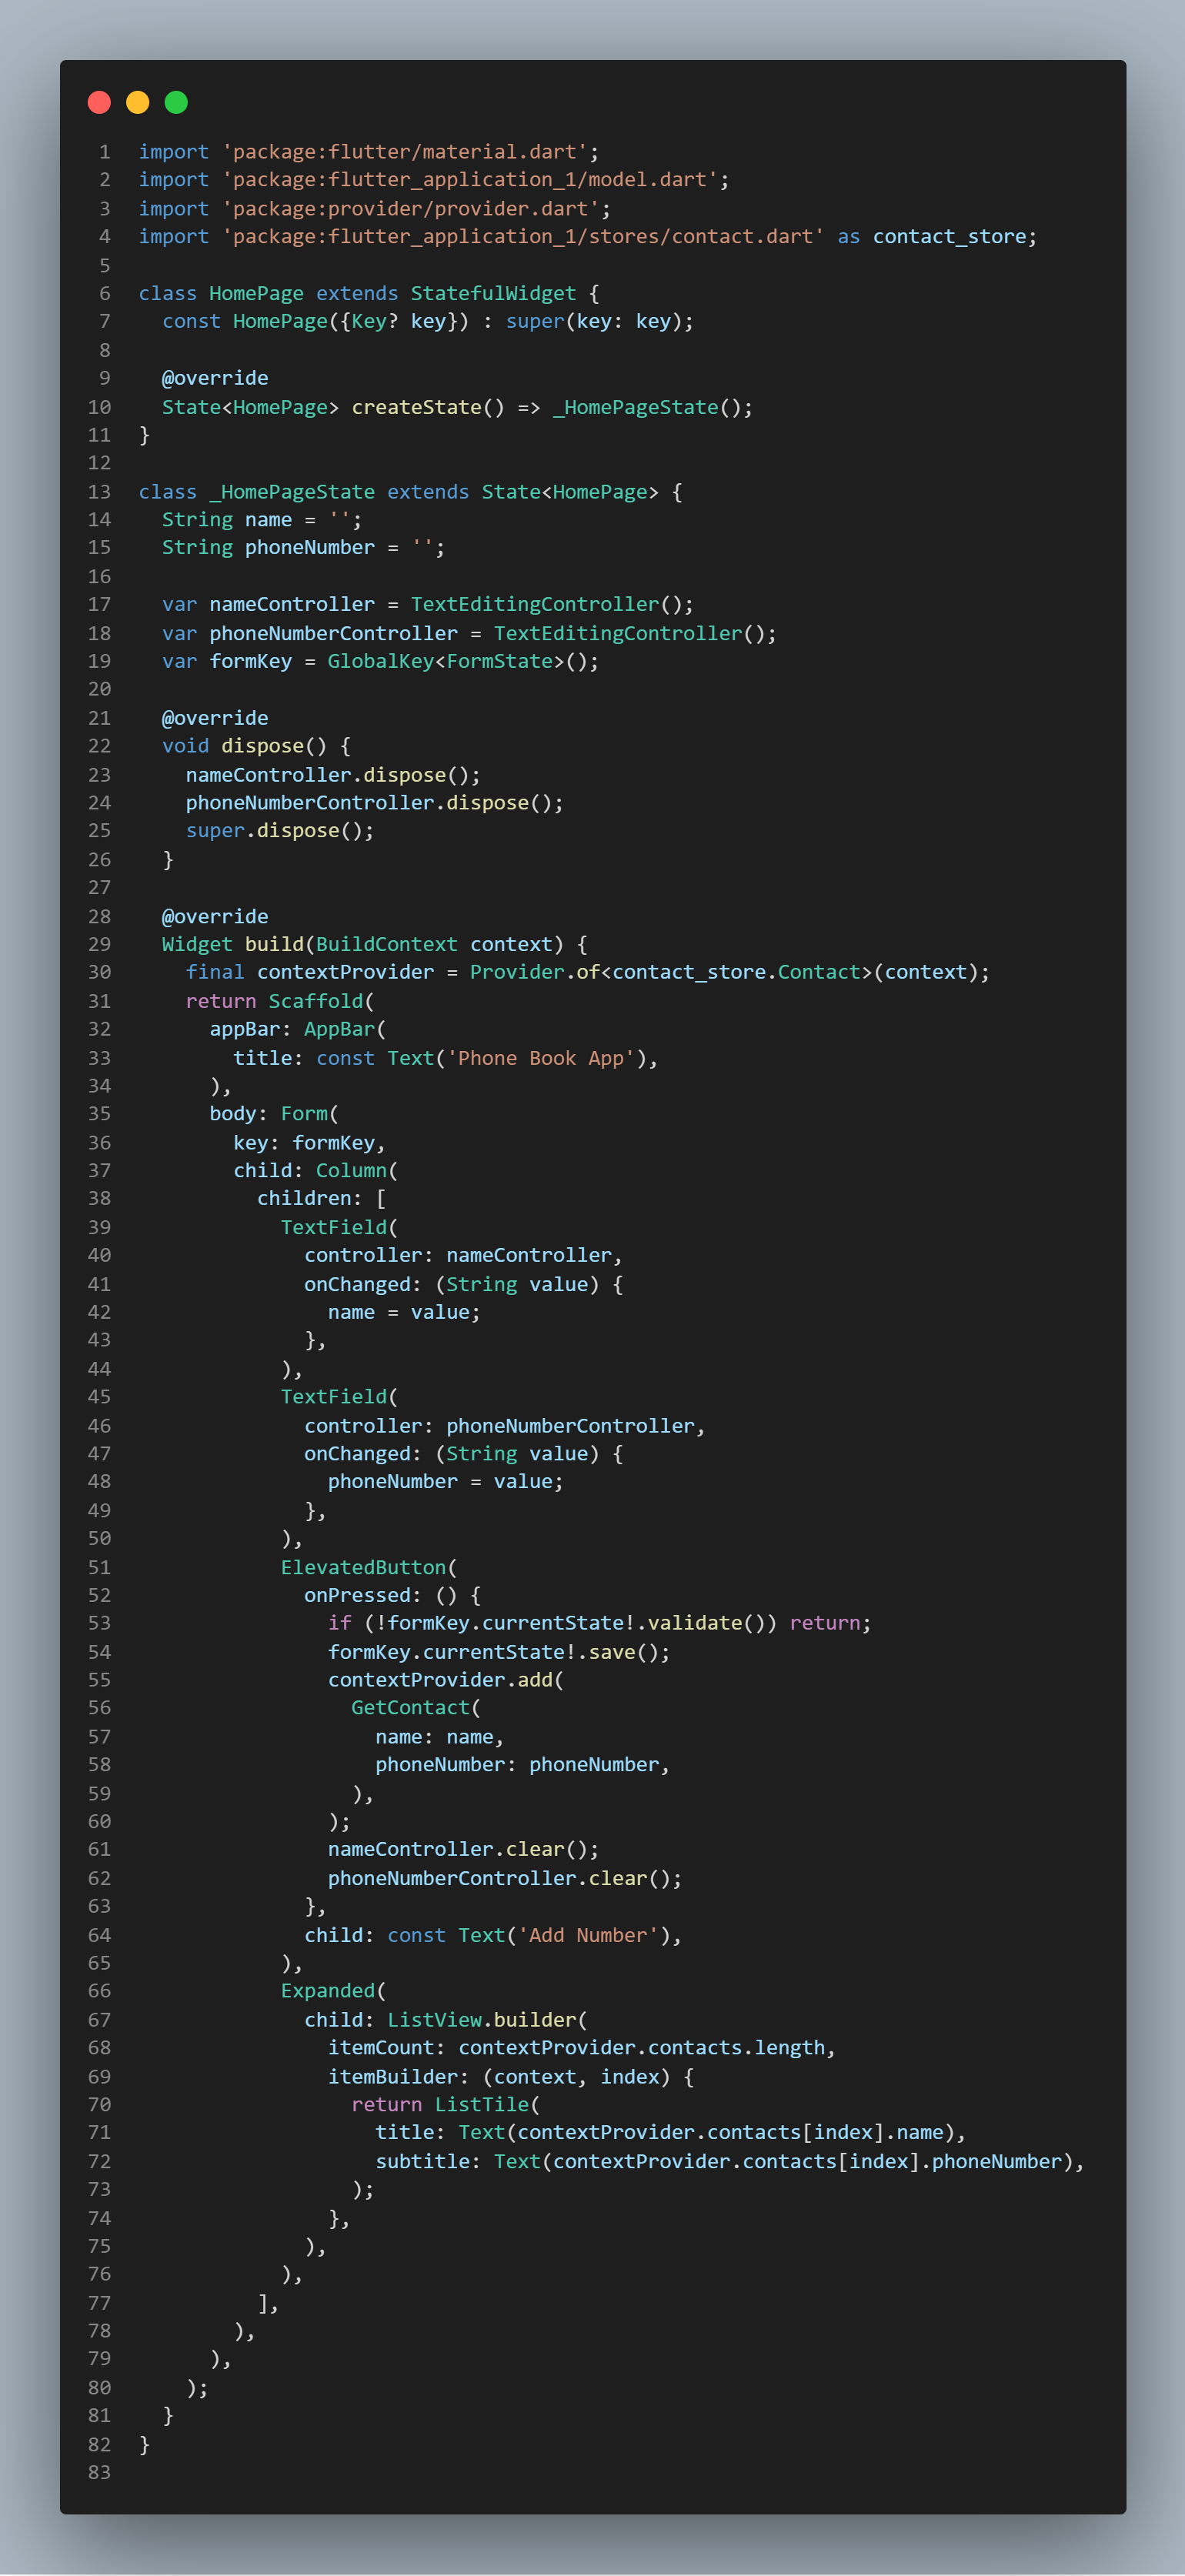 1 import 'package:flutter/material.dart';
2 import 'package:flutter_application_1/model.dart';
3 import 'package:provider/provider.dart';
4 import 'package:flutter_application_1/stores/contact.dart' as contact_store;
5
6 class HomePage extends StatefulWidget {
7   const HomePage({Key? key}) : super(key: key);
8
9   @override
10   State<HomePage> createState() => _HomePageState();
11 }
12
13 class _HomePageState extends State<HomePage> {
14   String name = '';
15   String phoneNumber = '';
16
17   var nameController = TextEditingController();
18   var phoneNumberController = TextEditingController();
19   var formKey = GlobalKey<FormState>();
20
21   @override
22   void dispose() {
23     nameController.dispose();
24     phoneNumberController.dispose();
25     super.dispose();
26   }
27
28   @override
29   Widget build(BuildContext context) {
30     final contextProvider = Provider.of<contact_store.Contact>(context);
31     return Scaffold(
32       appBar: AppBar(
33         title: const Text('Phone Book App'),
34       ),
35       body: Form(
36         key: formKey,
37         child: Column(
38           children: [
39             TextField(
40               controller: nameController,
41               onChanged: (String value) {
42                 name = value;
43               },
44             ),
45             TextField(
46               controller: phoneNumberController,
47               onChanged: (String value) {
48                 phoneNumber = value;
49               },
50             ),
51             ElevatedButton(
52               onPressed: () {
53                 if (!formKey.currentState!.validate()) return;
54                 formKey.currentState!.save();
55                 contextProvider.add(
56                   GetContact(
57                     name: name,
58                     phoneNumber: phoneNumber,
59                   ),
60                 );
61                 nameController.clear();
62                 phoneNumberController.clear();
63               },
64               child: const Text('Add Number'),
65             ),
66             Expanded(
67               child: ListView.builder(
68                 itemCount: contextProvider.contacts.length,
69                 itemBuilder: (context, index) {
70                   return ListTile(
71                     title: Text(contextProvider.contacts[index].name),
72                     subtitle: Text(contextProvider.contacts[index].phoneNumber),
73                   );
74                 },
75               ),
76             ),
77           ],
78         ),
79       ),
80     );
81   }
82 }
83